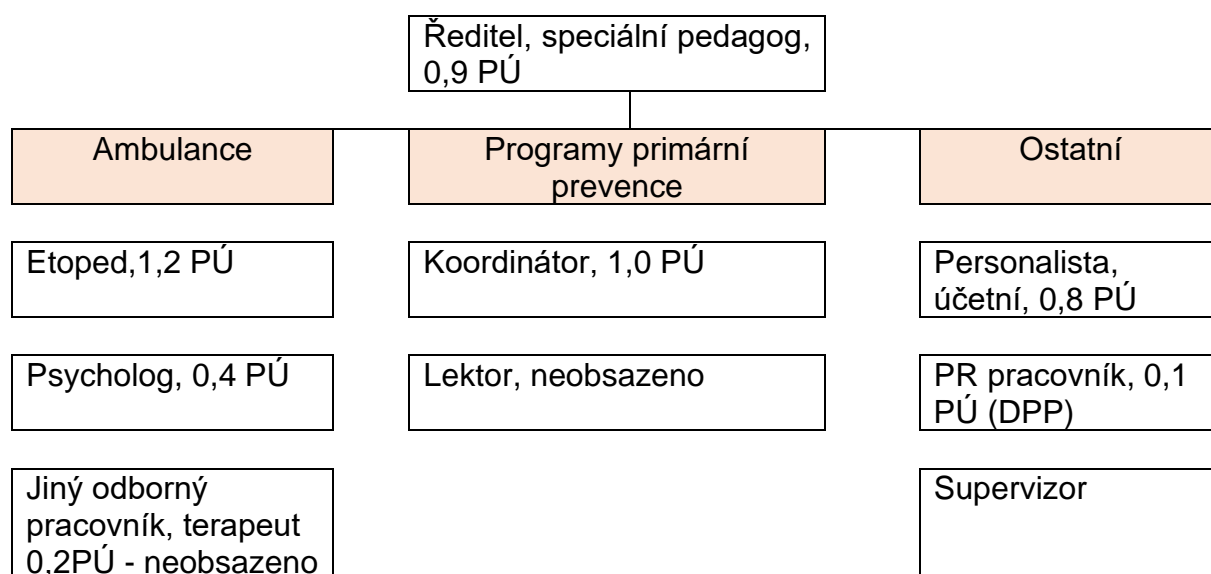 Ředitel, speciální pedagog,
0,9 PÚ
Ambulance
Programy primární
prevence
Ostatní
Etoped,1,2 PÚ
Koordinátor, 1,0 PÚ
Personalista,
účetní, 0,8 PÚ
Psycholog, 0,4 PÚ
Lektor, neobsazeno
PR pracovník, 0,1
PÚ (DPP)
Jiný odborný
pracovník, terapeut
0,2PÚ - neobsazeno
Supervizor